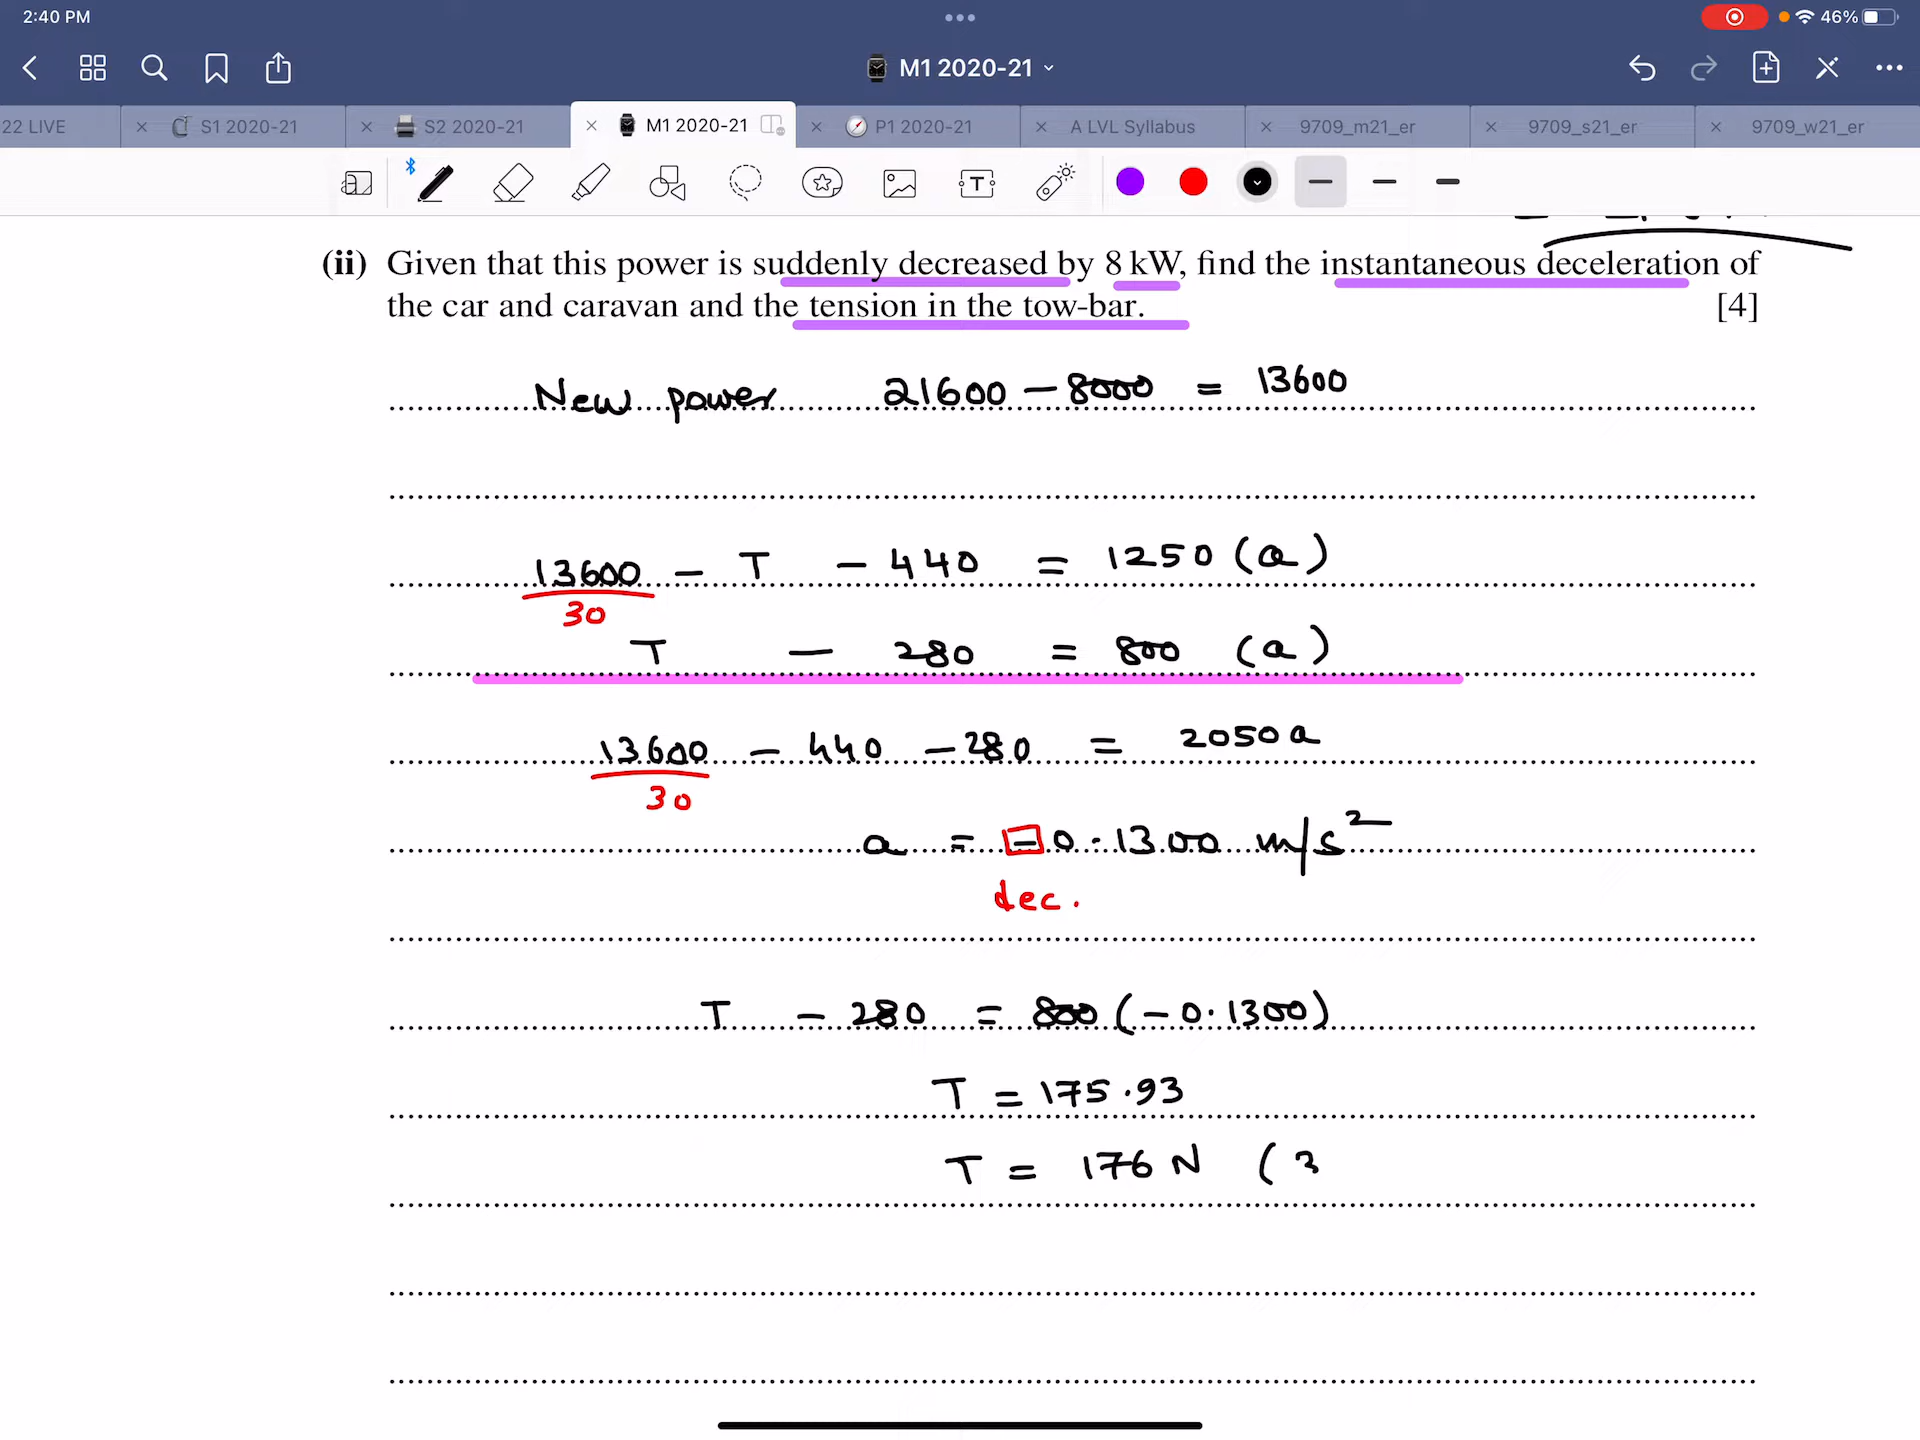 2:40 PM
46%
M1 2020-21
22 LIVE
S1 2020-21
S2 2020-21
M1 2020-21
P1 2020-21
A LVL Syllabus
9709_m21_er
9709_s21_er
9709_w21_er
(ii) Given that this power is suddenly decreased by 8 kW, find the instantaneous deceleration of
the car and caravan and the tension in the tow-bar. [4]
New power 21600 - 8000 = 13600
13600/30 - T - 440 = 1250 (a)
T - 280 = 800 (a)
13600/30 - 440 - 280 = 2050a
a = -0.1300 m/s²
dec.
T - 280 = 800 (-0.1300)
T = 175.93
T = 176 N (3